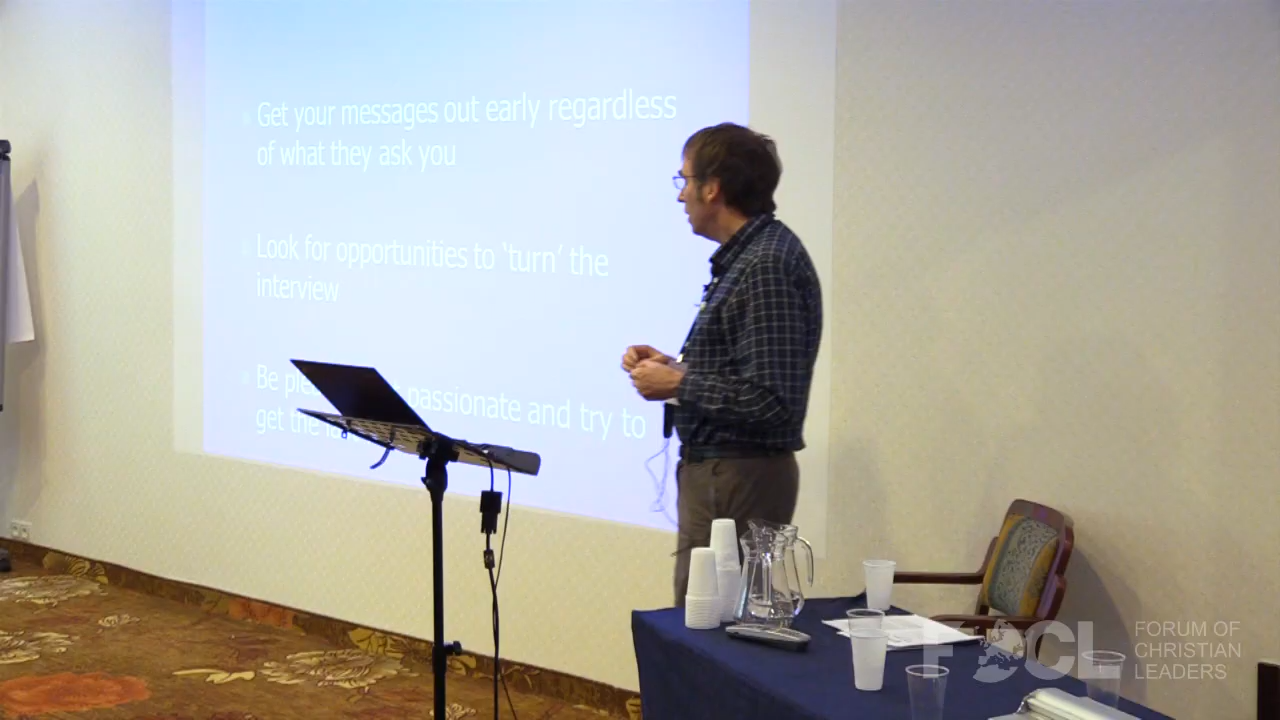 Get your messages out early regardless
of what they ask you
Look for opportunities to ‘turn’ the
interview
Be passionate and try to
get the
FOCL
FORUM OF
CHRISTIAN
LEADERS